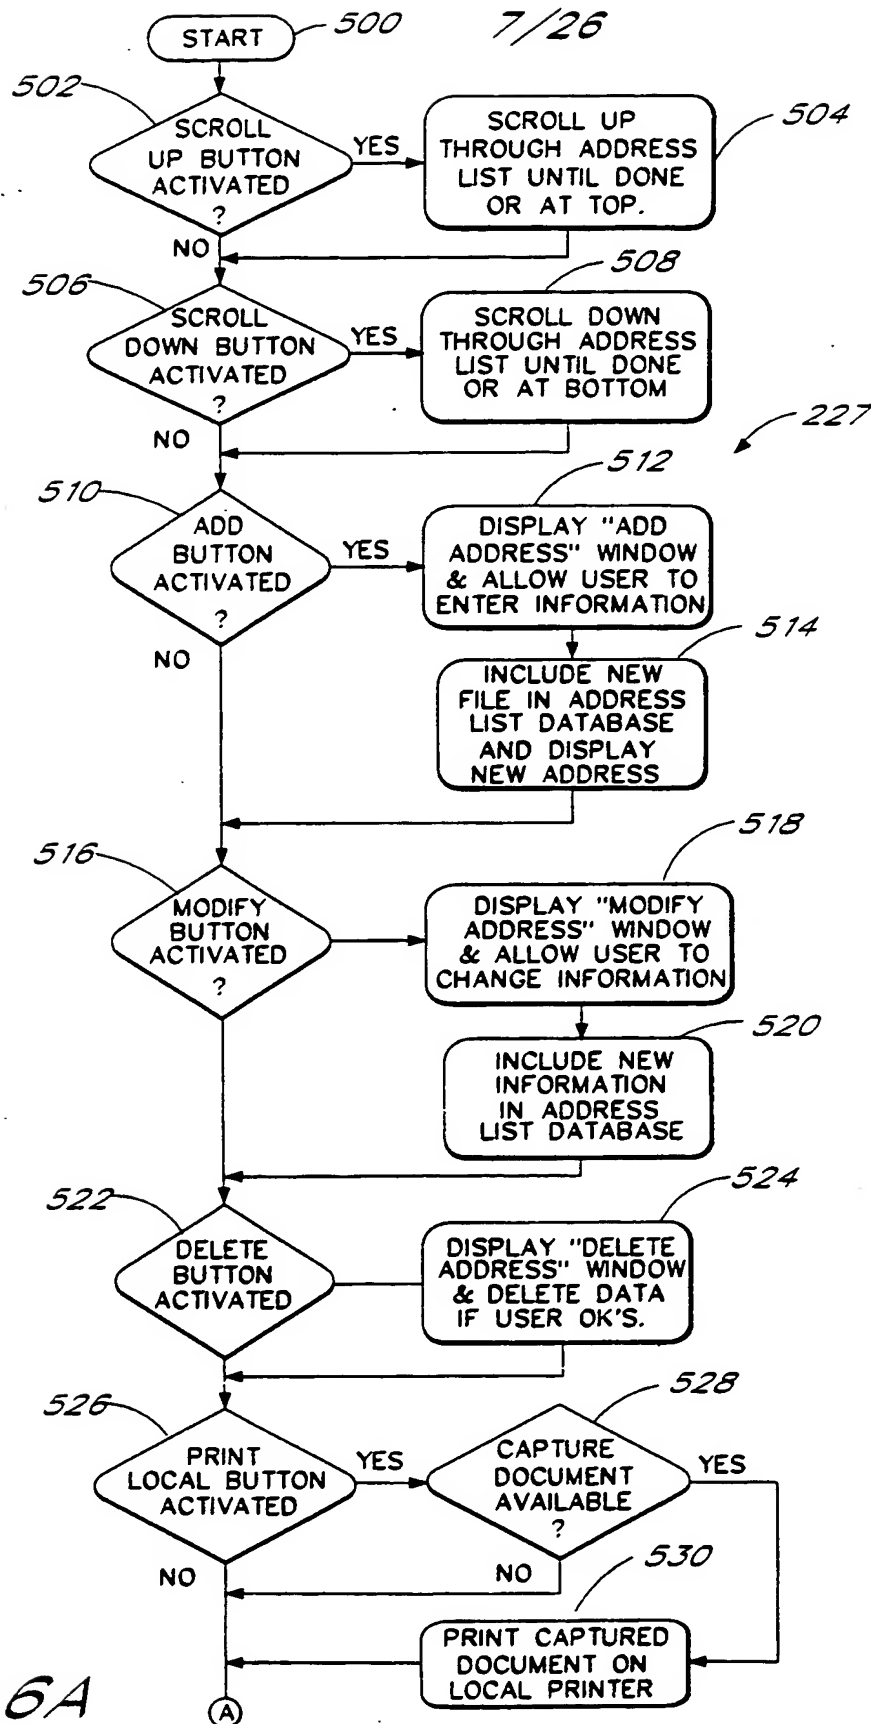 7/26
START
500
502
SCROLL
UP BUTTON
ACTIVATED
?
YES
NO
SCROLL UP
THROUGH ADDRESS
LIST UNTIL DONE
OR AT TOP.
504
506
SCROLL
DOWN BUTTON
ACTIVATED
?
YES
NO
508
SCROLL DOWN
THROUGH ADDRESS
LIST UNTIL DONE
OR AT BOTTOM
227
510
ADD
BUTTON
ACTIVATED
?
YES
NO
512
DISPLAY "ADD
ADDRESS" WINDOW
& ALLOW USER TO
ENTER INFORMATION
514
INCLUDE NEW
FILE IN ADDRESS
LIST DATABASE
AND DISPLAY
NEW ADDRESS
516
MODIFY
BUTTON
ACTIVATED
?
518
DISPLAY "MODIFY
ADDRESS" WINDOW
& ALLOW USER TO
CHANGE INFORMATION
520
INCLUDE NEW
INFORMATION
IN ADDRESS
LIST DATABASE
522
DELETE
BUTTON
ACTIVATED
524
DISPLAY "DELETE
ADDRESS" WINDOW
& DELETE DATA
IF USER OK'S.
526
PRINT
LOCAL BUTTON
ACTIVATED
YES
NO
528
CAPTURE
DOCUMENT
AVAILABLE
?
YES
NO
530
PRINT CAPTURED
DOCUMENT ON
LOCAL PRINTER
6A
A